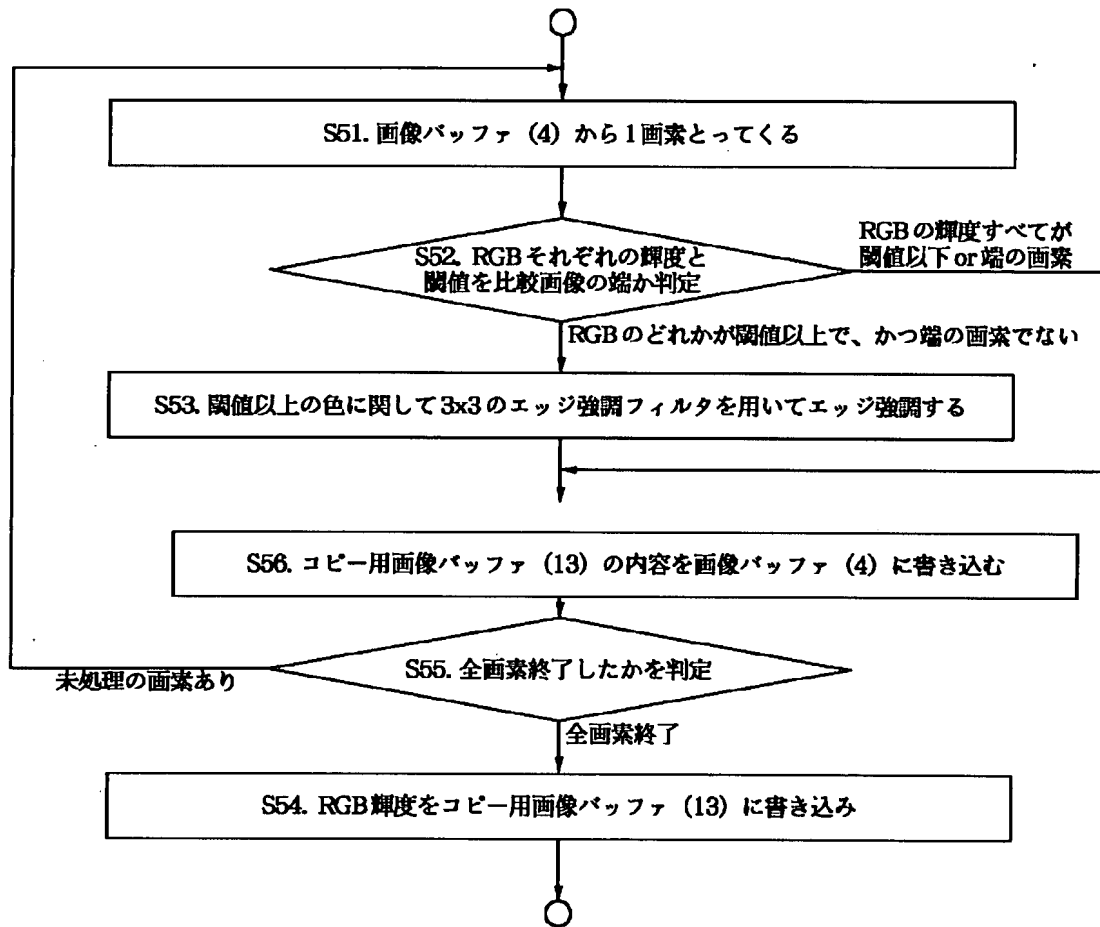 S51. 画像バッファ (4) から1画素とってくる
S52. RGBそれぞれの輝度と
閾値を比較画像の端か判定
RGBの輝度すべてが
閾値以下or端の画素
RGBのどれかが閾値以上で、かつ端の画素でない
S53. 閾値以上の色に関して3x3のエッジ強調フィルタを用いてエッジ強調する
S56. コピー用画像バッファ (13) の内容を画像バッファ (4) に書き込む
S55. 全画素終了したかを判定
未処理の画素あり
全画素終了
S54. RGB輝度をコピー用画像バッファ (13) に書き込み